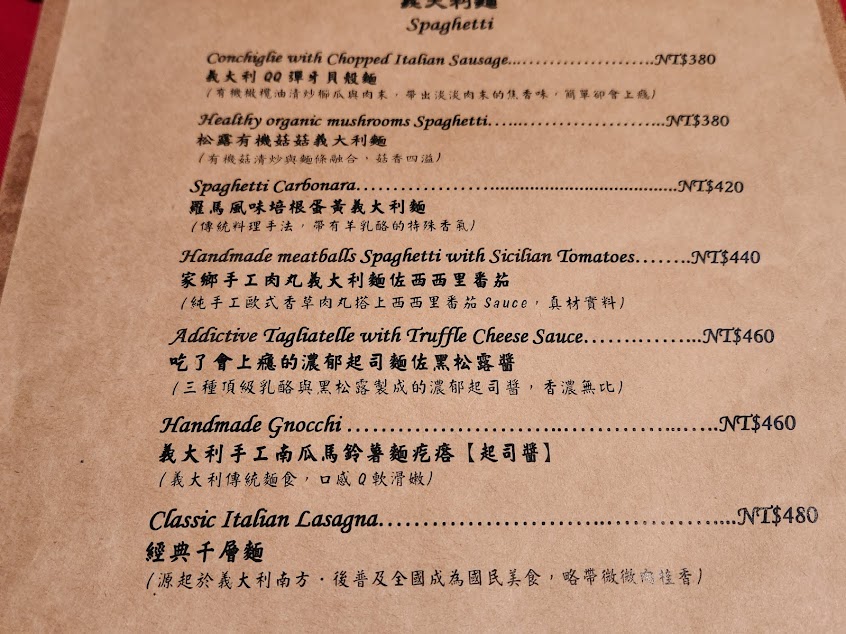 義大利麵
Spaghetti
Conchiglie with Chopped Italian Sausage...........................NT$380
義大利QQ彈牙貝殼麵
(有機橄欖油清炒櫛瓜與肉末，帶出淡淡肉末的焦香味，簡單卻會上癮)
Healthy organic mushrooms Spaghetti..............................NT$380
松露有機菇菇義大利麵
(有機菇清炒與麵條融合，菇香四溢)
Spaghetti Carbonara..............................................................NT$420
羅馬風味培根蛋黃義大利麵
(傳統料理手法，帶有羊乳酪的特殊香氣)
Handmade meatballs Spaghetti with Sicilian Tomatoes........NT$440
家鄉手工肉丸義大利麵佐西西里番茄
(純手工歐式香草肉丸搭上西西里番茄Sauce，真材實料)
Addictive Tagliatelle with Truffle Cheese Sauce..................NT$460
吃了會上癮的濃郁起司麵佐黑松露醬
(三種頂級乳酪與黑松露製成的濃郁起司醬，香濃無比)
Handmade Gnocchi ......................................................NT$460
義大利手工南瓜馬鈴薯麵疙瘩【起司醬】
(義大利傳統麵食，口感Q軟滑嫩)
Classic Italian Lasagna...................................................NT$480
經典千層麵
(源起於義大利南方．後普及全國成為國民美食，略帶微微肉桂香)